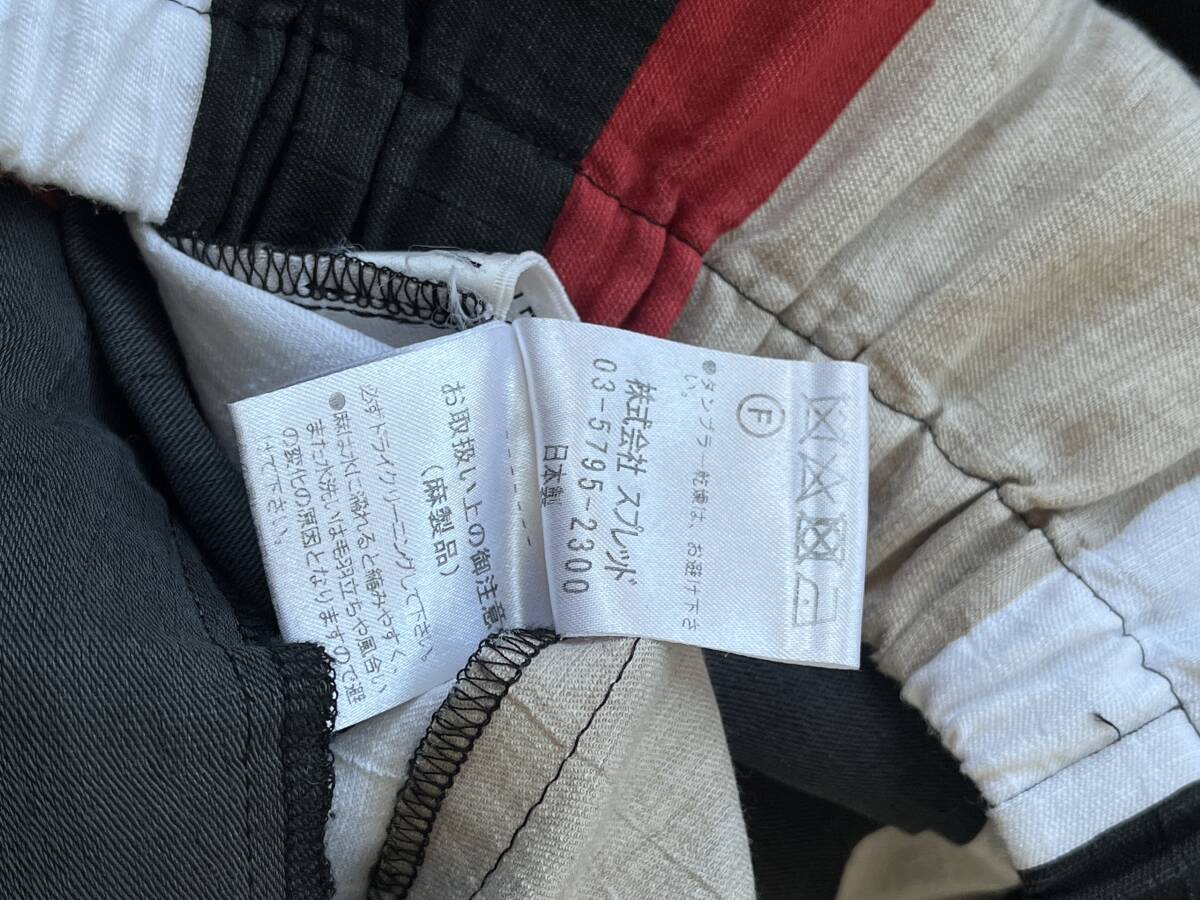 お取扱い上の御注意
(麻製品)
必ずドライクリーニングして下さい。
●麻は水に濡れると縮みやすく、
また水洗いは毛羽立ちや風合い
の変化の原因となりますので避
けて下さい。
Ⓕ
●タンブラー乾燥は、お避け下さ
い。
株式会社 スプレッド
03-5795-2300
日本製